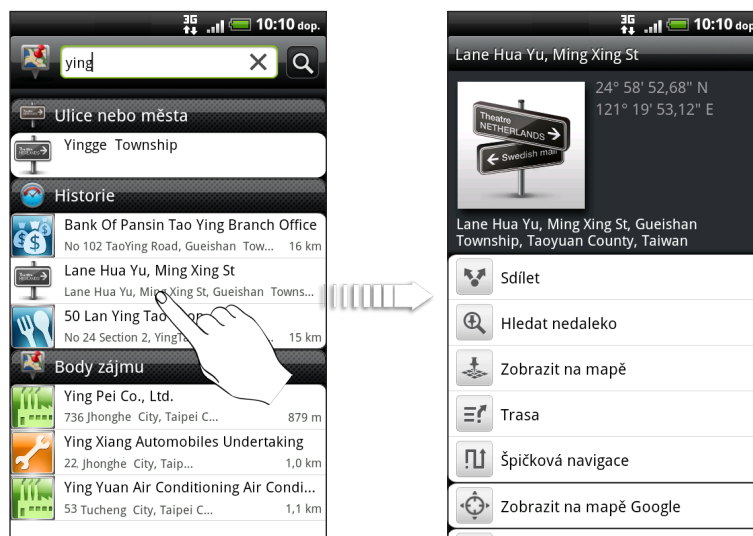 3G 10:10 dop.
ying
Ulice nebo města
Yingge Township
Historie
Bank Of Pansin Tao Ying Branch Office
No 102 TaoYing Road, Gueishan Tow... 16 km
Lane Hua Yu, Ming Xing St
Lane Hua Yu, Ming Xing St, Gueishan Towns...
50 Lan Ying Tao
No 24 Section 2, 15 km
Body zájmu
Ying Pei Co., Ltd.
736 Jhonghe City, Taipei C... 879 m
Ying Xiang Automobiles Undertaking
22. Jhonghe City, Taip... 1,0 km
Ying Yuan Air Conditioning Air Condi...
53 Tucheng City, Taipei C... 1,1 km
3G 10:10 dop
Lane Hua Yu, Ming Xing St
Theatre
NETHERLANDS
Swedish mall
24° 58' 52,68" N
121° 19' 53,12" E
Lane Hua Yu, Ming Xing St, Gueishan
Township, Taoyuan County, Taiwan
Sdílet
Hledat nedaleko
Zobrazit na mapě
Trasa
Špičková navigace
Zobrazit na mapě Google